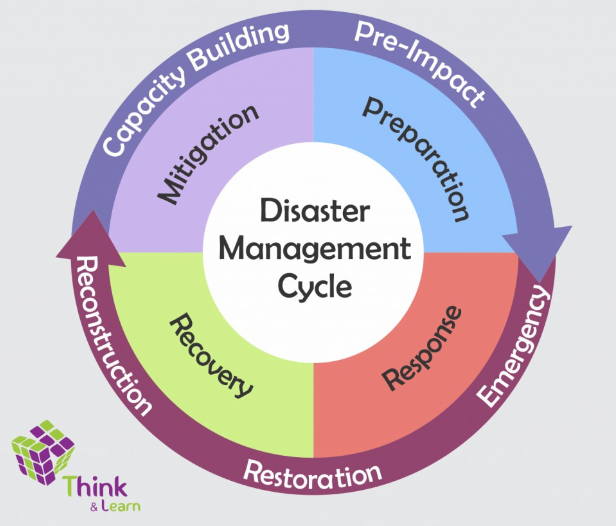 Capacity Building
Pre-Impact
Mitigation
Preparation
Disaster
Management
Cycle
Reconstruction
Recovery
Response
Emergency
Restoration
Think
& Learn